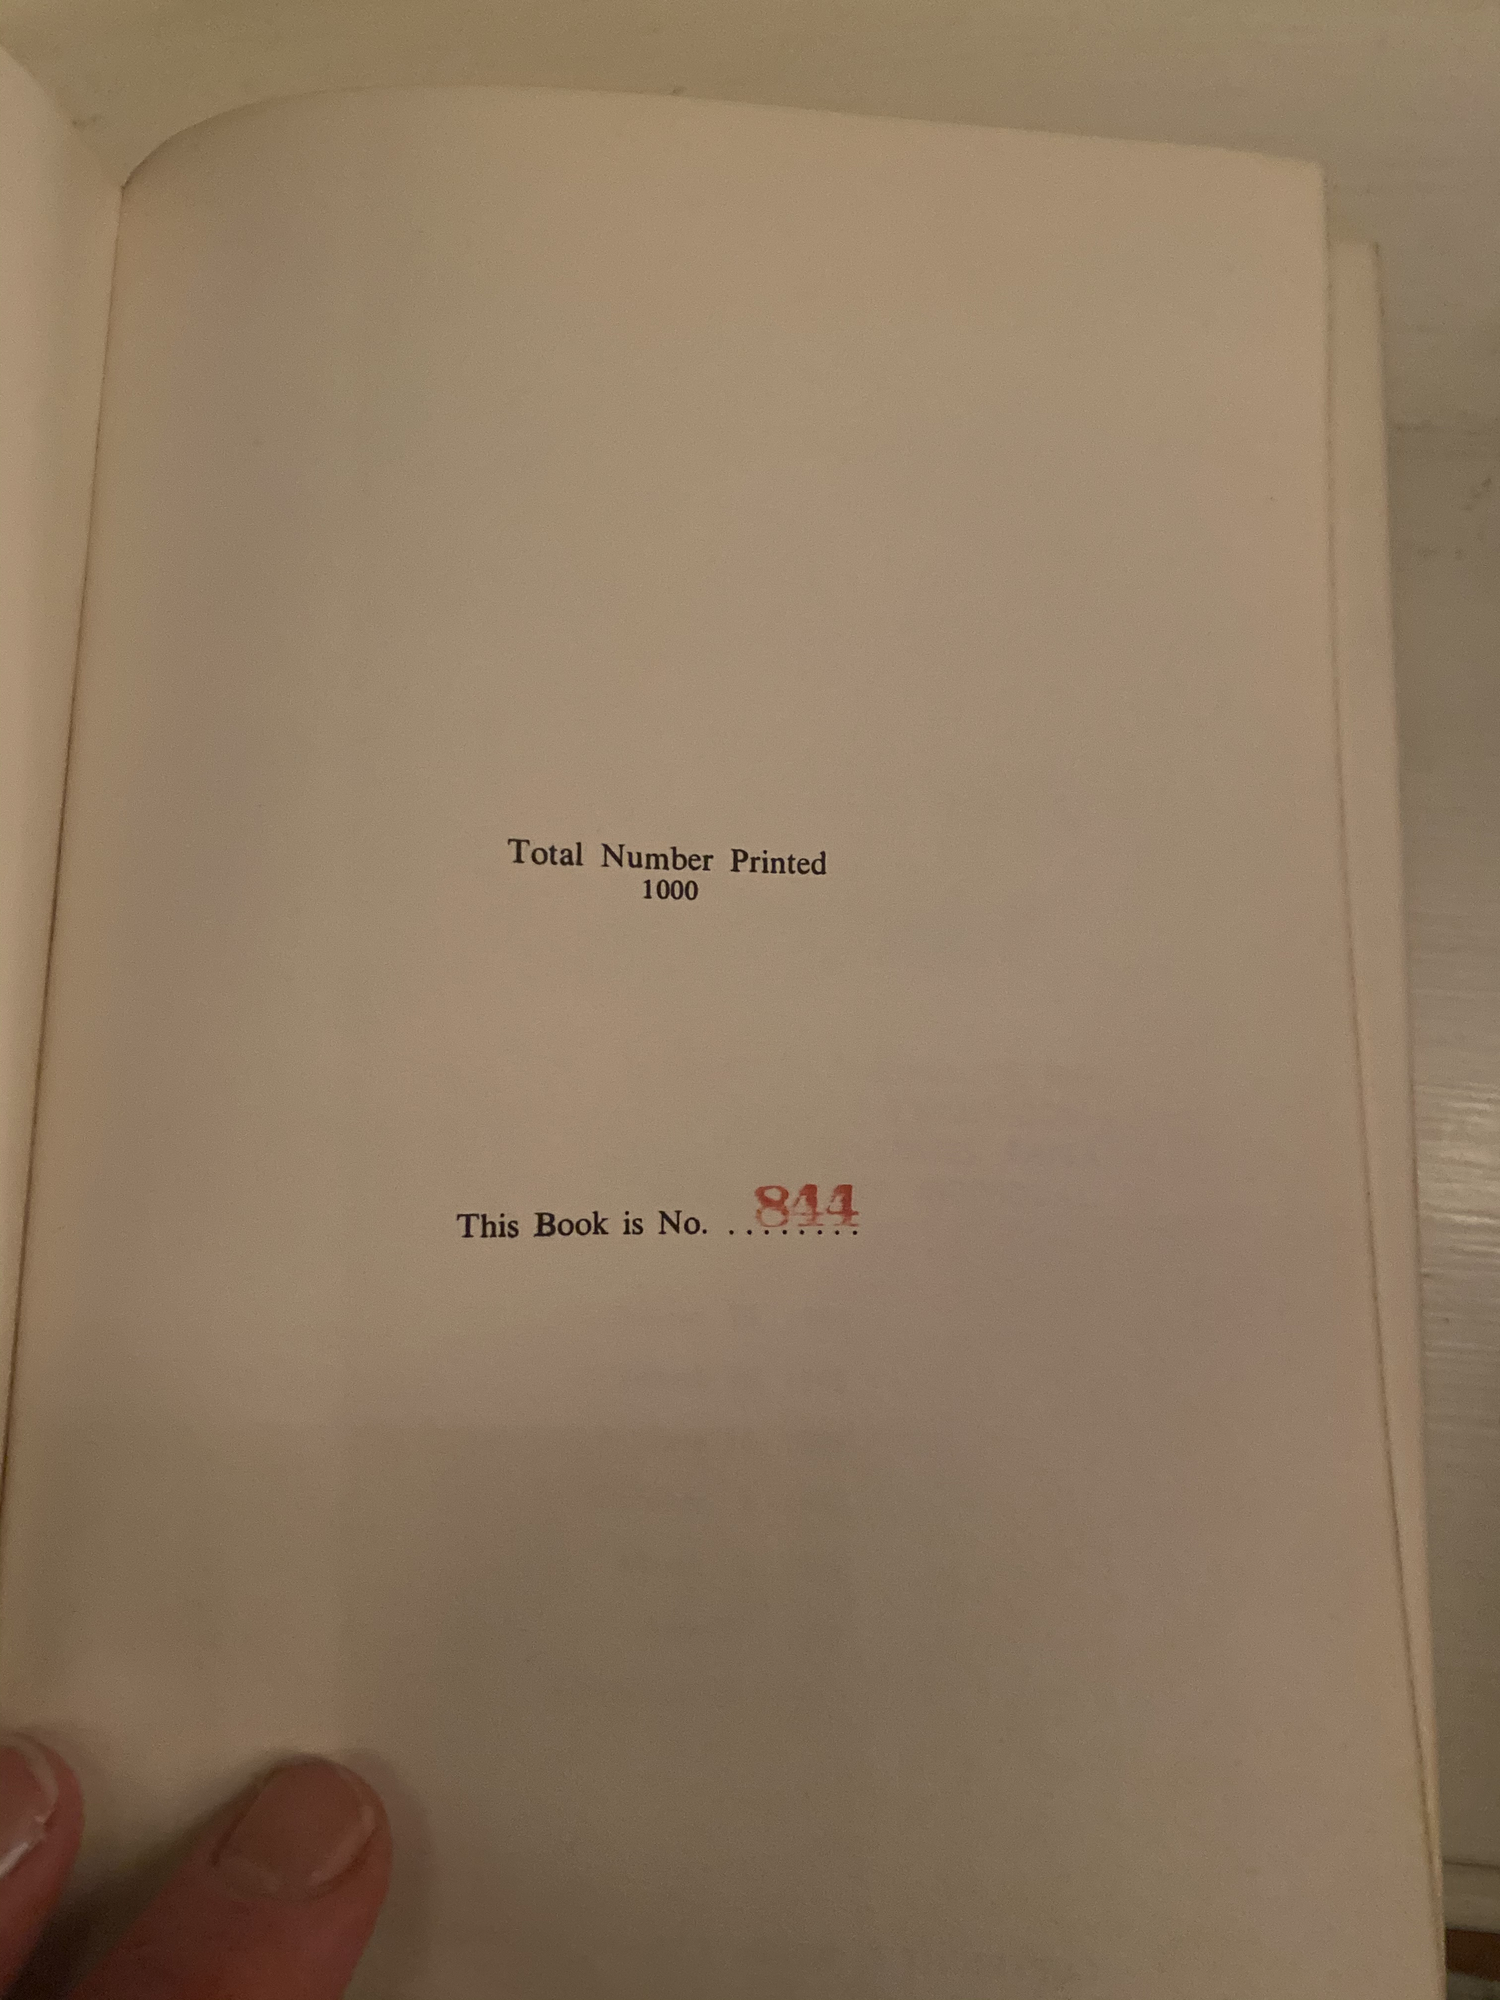 Total Number Printed
1000
This Book is No. ........ 844